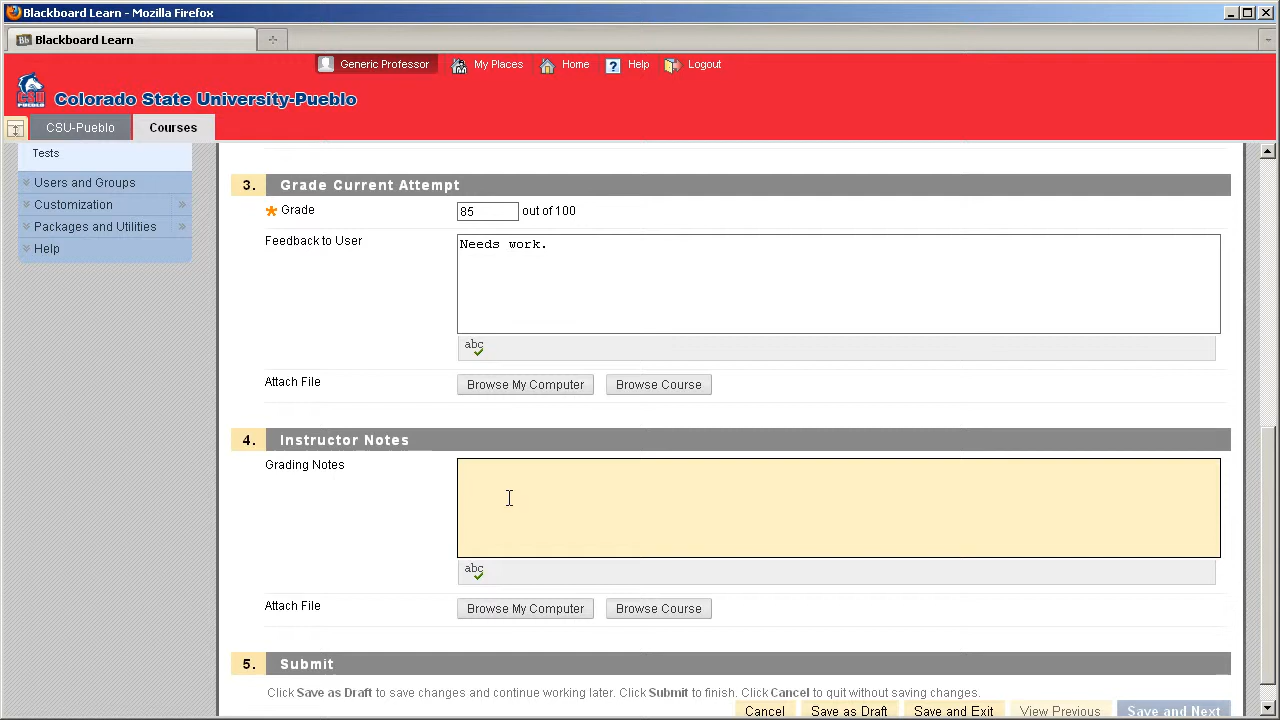 Blackboard Learn - Mozilla Firefox
Bb Blackboard Learn
Generic Professor My Places Home Help Logout
CSU PUEBLO Colorado State University-Pueblo
CSU-Pueblo Courses
Tests
Users and Groups
Customization
Packages and Utilities
Help
3. Grade Current Attempt
Grade 85 out of 100
Feedback to User Needs work.
abc
Attach File Browse My Computer Browse Course
4. Instructor Notes
Grading Notes
abc
Attach File Browse My Computer Browse Course
5. Submit
Click Save as Draft to save changes and continue working later. Click Submit to finish. Click Cancel to quit without saving changes.
Cancel Save as Draft Save and Exit View Previous Save and Next